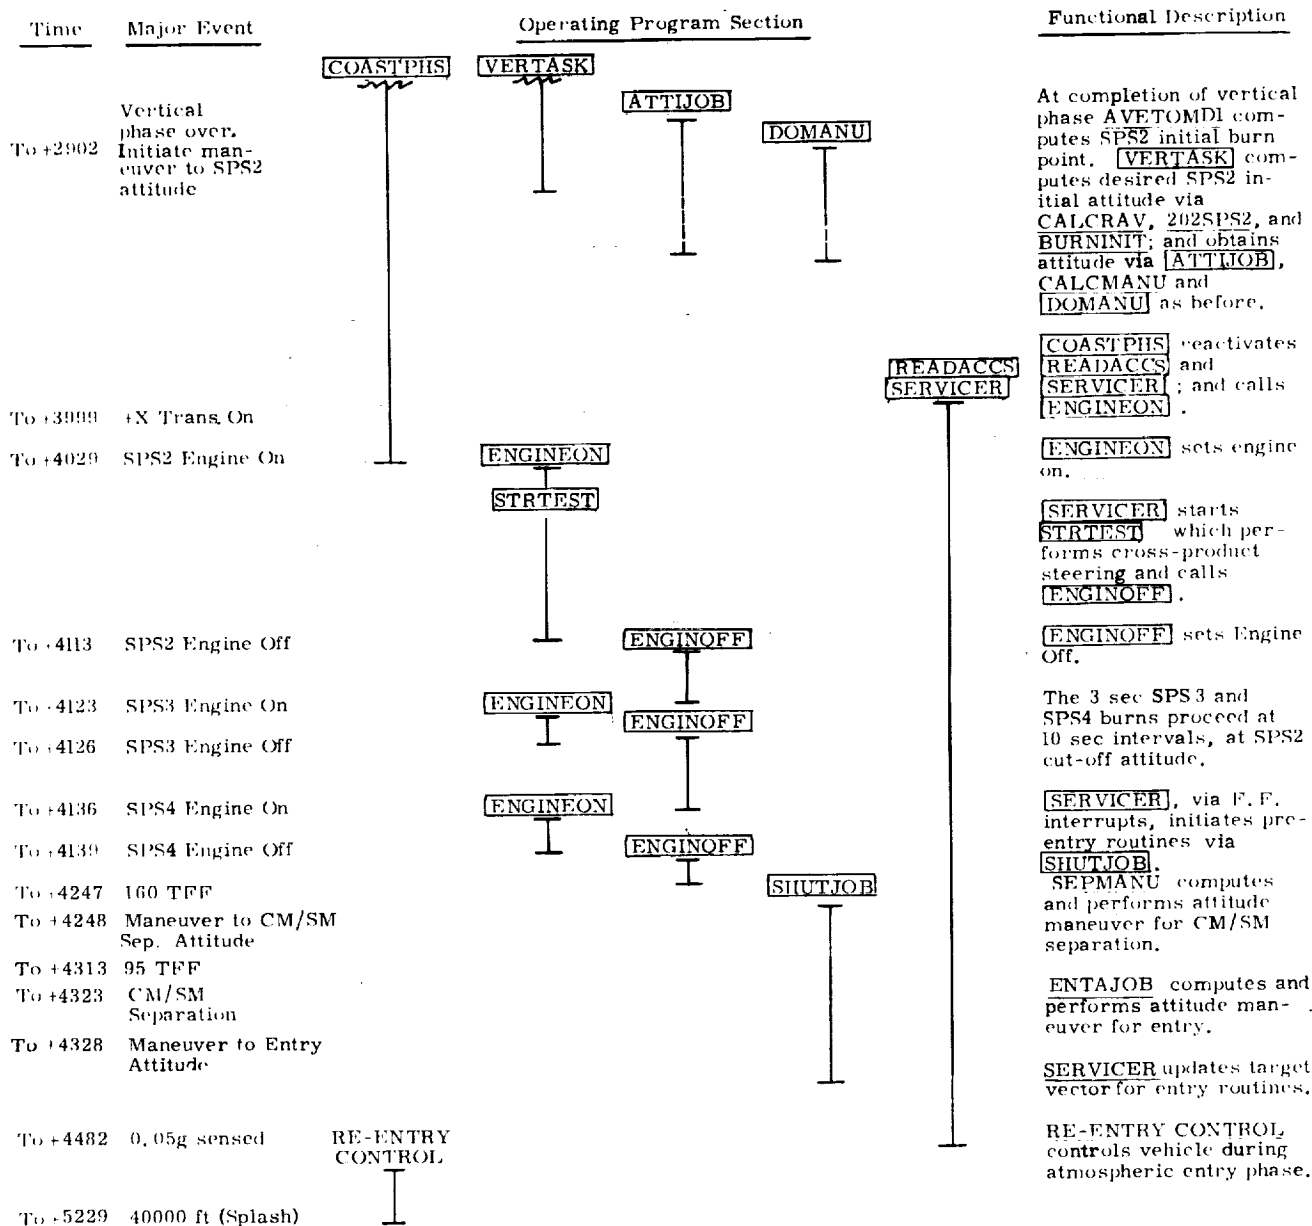 Time Major Event Operating Program Section Functional Description
COASTPHS VERTASK
ATTIJOB
DOMANU
To +2902 Vertical
phase over.
Initiate man-
euver to SPS2
attitude
At completion of vertical
phase AVETOMD1 com-
putes SPS2 initial burn
point. VERTASK com-
putes desired SPS2 in-
itial attitude via
CALCRAV, 202SPS2, and
BURNINIT; and obtains
attitude via ATTIJOB,
CALCMANU and
DOMANU as before.
READACCS
SERVICER
COASTPHS reactivates
READACCS and
SERVICER ; and calls
ENGINEON .
To +3999 +X Trans. On
To +4029 SPS2 Engine On ENGINEON
ENGINEON sets engine
on.
STRTEST
SERVICER starts
STRTEST which per-
forms cross-product
steering and calls
ENGINOFF .
To +4113 SPS2 Engine Off ENGINOFF
ENGINOFF sets Engine
Off.
To +4123 SPS3 Engine On ENGINEON
ENGINOFF
To +4126 SPS3 Engine Off
The 3 sec SPS3 and
SPS4 burns proceed at
10 sec intervals, at SPS2
cut-off attitude.
To +4136 SPS4 Engine On ENGINEON
To +4139 SPS4 Engine Off ENGINOFF
SERVICER, via F. F.
interrupts, initiates pre-
entry routines via
SHUTJOB.
To +4247 160 TFF SHUTJOB
To +4248 Maneuver to CM/SM
Sep. Attitude
SEPMANU computes
and performs attitude
maneuver for CM/SM
separation.
To +4313 95 TFF
To +4323 CM/SM
Separation
ENTAJOB computes and
performs attitude man-
euver for entry.
To +4328 Maneuver to Entry
Attitude
SERVICER updates target
vector for entry routines.
To +4482 0.05g sensed RE-ENTRY
CONTROL
RE-ENTRY CONTROL
controls vehicle during
atmospheric entry phase.
To +5229 40000 ft (Splash)